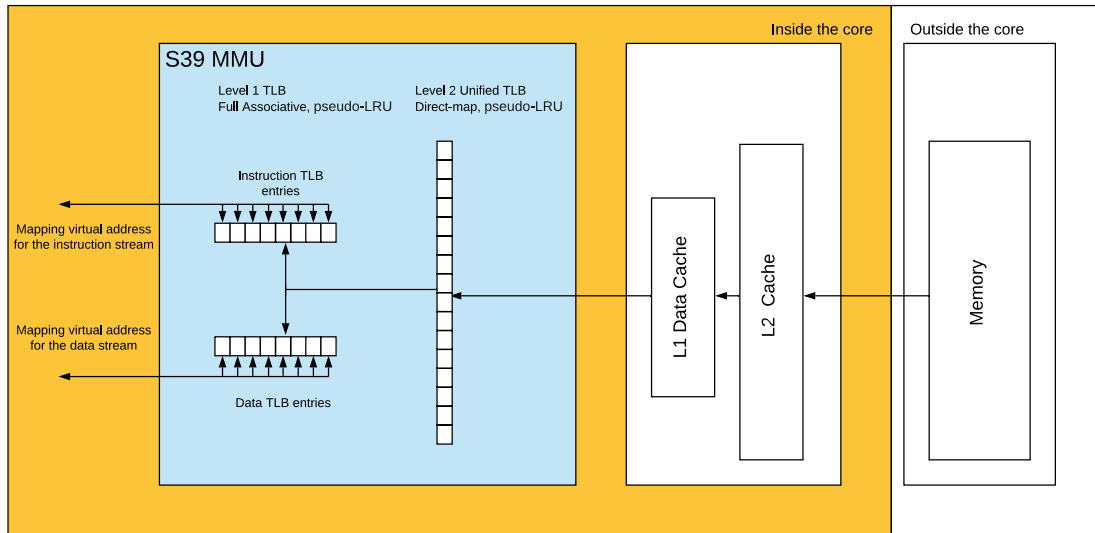 Inside the core
Outside the core
S39 MMU
Level 1 TLB
Full Associative, pseudo-LRU
Level 2 Unified TLB
Direct-map, pseudo-LRU
Instruction TLB
entries
Mapping virtual address
for the instruction stream
Mapping virtual address
for the data stream
Data TLB entries
L1 Data Cache
L2 Cache
Memory